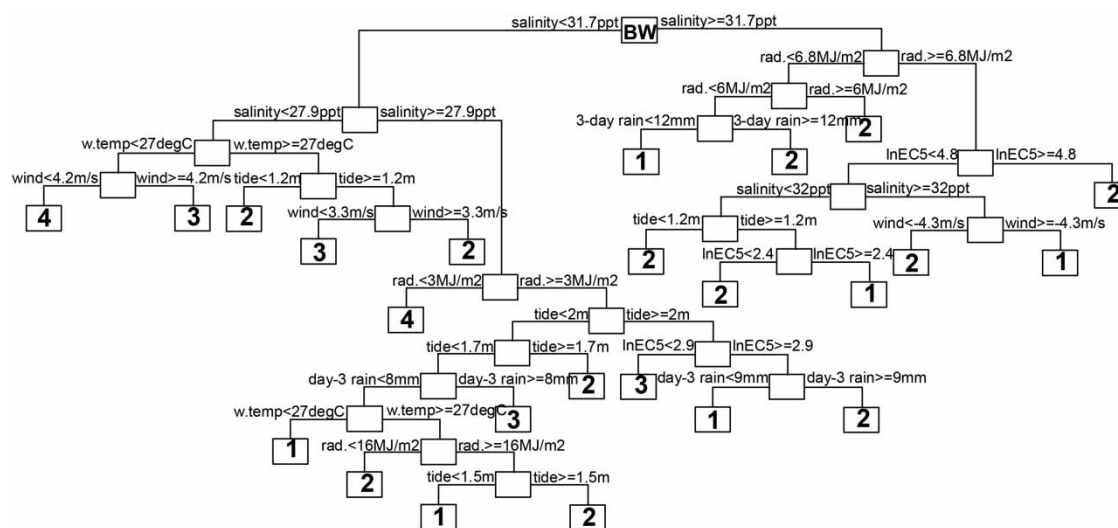 salinity<31.7ppt BW salinity>=31.7ppt
rad.<6.8MJ/m2 rad.>=6.8MJ/m2
rad.<6MJ/m2 rad.>=6MJ/m2
salinity<27.9ppt salinity>=27.9ppt
3-day rain<12mm 3-day rain>=12mm 2
w.temp<27degC w.temp>=27degC
1 2
lnEC5<4.8 lnEC5>=4.8
wind<4.2m/s wind>=4.2m/s tide<1.2m tide>=1.2m
salinity<32ppt salinity>=32ppt 2
4 3 2
wind<3.3m/s wind>=3.3m/s
tide<1.2m tide>=1.2m wind<-4.3m/s wind>=-4.3m/s
3 2
2 lnEC5<2.4 lnEC5>=2.4 2 1
rad.<3MJ/m2 rad.>=3MJ/m2
2 1
4
tide<2m tide>=2m
tide<1.7m tide>=1.7m lnEC5<2.9 lnEC5>=2.9
day-3 rain<8mm day-3 rain>=8mm 2 3 day-3 rain<9mm day-3 rain>=9mm
w.temp<27degC w.temp>=27degC 3 1 2
1 rad.<16MJ/m2 rad.>=16MJ/m2
2 tide<1.5m tide>=1.5m
1 2